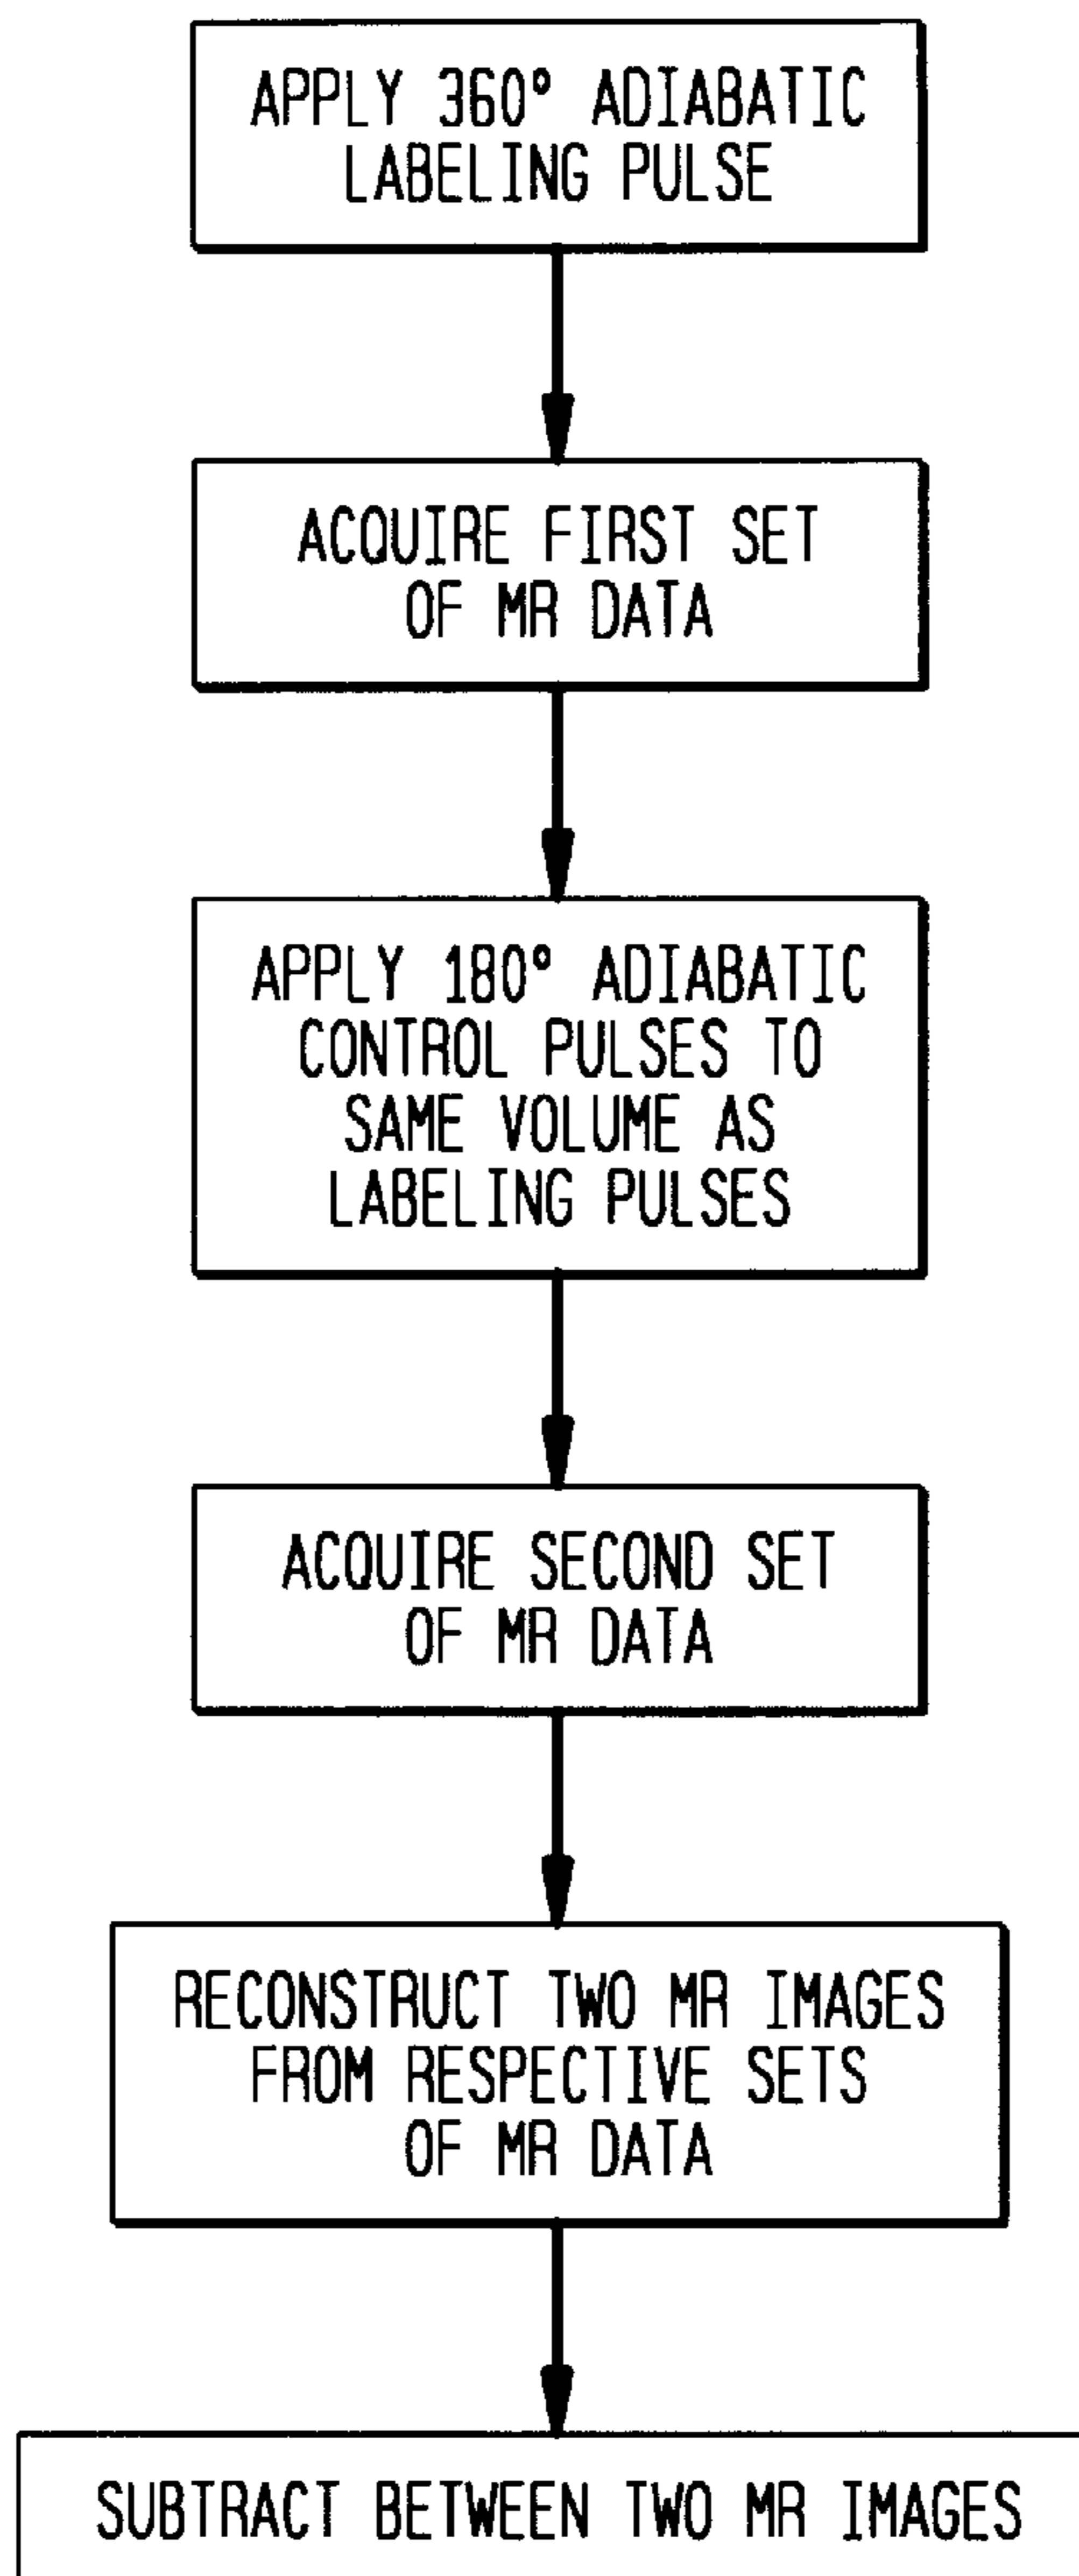 APPLY 360° ADIABATIC
LABELING PULSE
ACQUIRE FIRST SET
OF MR DATA
APPLY 180° ADIABATIC
CONTROL PULSES TO
SAME VOLUME AS
LABELING PULSES
ACQUIRE SECOND SET
OF MR DATA
RECONSTRUCT TWO MR IMAGES
FROM RESPECTIVE SETS
OF MR DATA
SUBTRACT BETWEEN TWO MR IMAGES